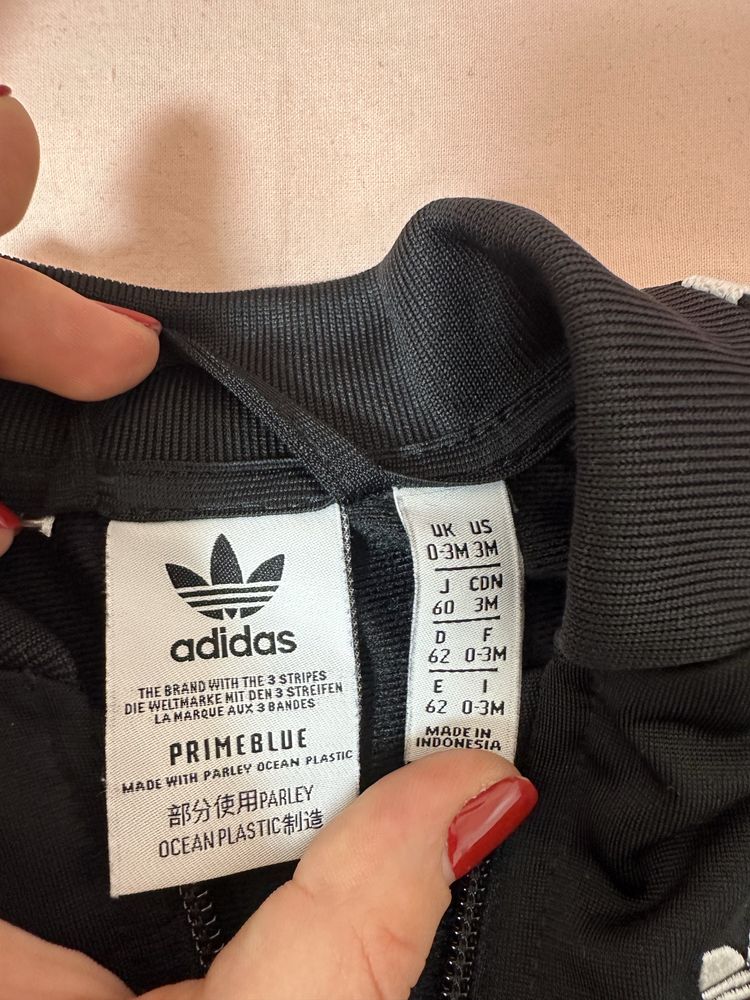 adidas
THE BRAND WITH THE 3 STRIPES
DIE WELTMARKE MIT DEN 3 STREIFEN
LA MARQUE AUX 3 BANDES
PRIMEBLUE
MADE WITH PARLEY OCEAN PLASTIC
部分使用PARLEY
OCEAN PLASTIC制造
UK US
0-3M 3M
J CDN
60 3M
D F
62 0-3M
E I
62 0-3M
MADE IN
INDONESIA